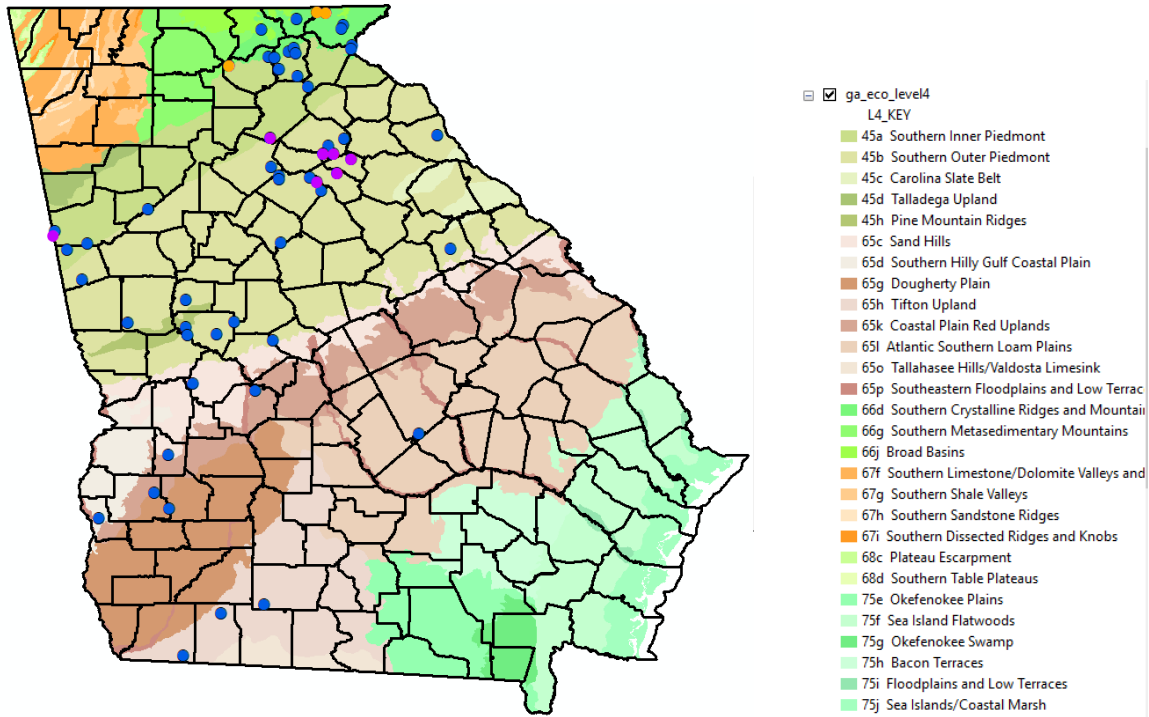 ga_eco_level4
L4_KEY
45a Southern Inner Piedmont
45b Southern Outer Piedmont
45c Carolina Slate Belt
45d Talladega Upland
45h Pine Mountain Ridges
65c Sand Hills
65d Southern Hilly Gulf Coastal Plain
65g Dougherty Plain
65h Tifton Upland
65k Coastal Plain Red Uplands
65l Atlantic Southern Loam Plains
65o Tallahasee Hills/Valdosta Limesink
65p Southeastern Floodplains and Low Terrac
66d Southern Crystalline Ridges and Mountain
66g Southern Metasedimentary Mountains
66j Broad Basins
67f Southern Limestone/Dolomite Valleys and
67g Southern Shale Valleys
67h Southern Sandstone Ridges
67i Southern Dissected Ridges and Knobs
68c Plateau Escarpment
68d Southern Table Plateaus
75e Okefenokee Plains
75f Sea Island Flatwoods
75g Okefenokee Swamp
75h Bacon Terraces
75i Floodplains and Low Terraces
75j Sea Islands/Coastal Marsh